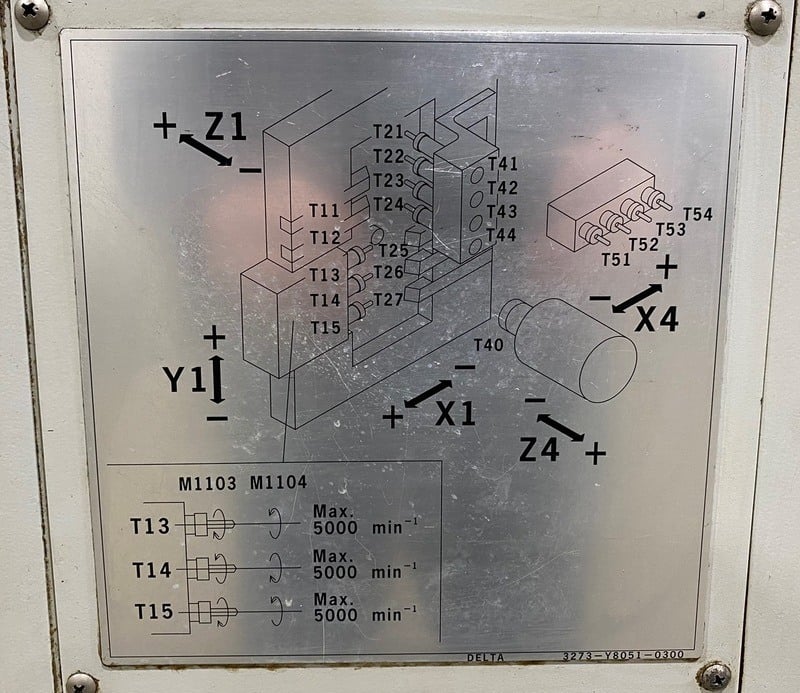 + Z1 −
T21
T22
T23
T24
T41
T42
T43
T44
T11
T12
T25
T13
T26
T14
T27
T15
T54
T53
T52
T51
+
−
X4
T40
+
Y1
−
−
+ X1
−
Z4 +
M1103 M1104
T13 Max.
5000 min⁻¹
T14 Max.
5000 min⁻¹
T15 Max.
5000 min⁻¹
DELTA 3273-Y8051-0300